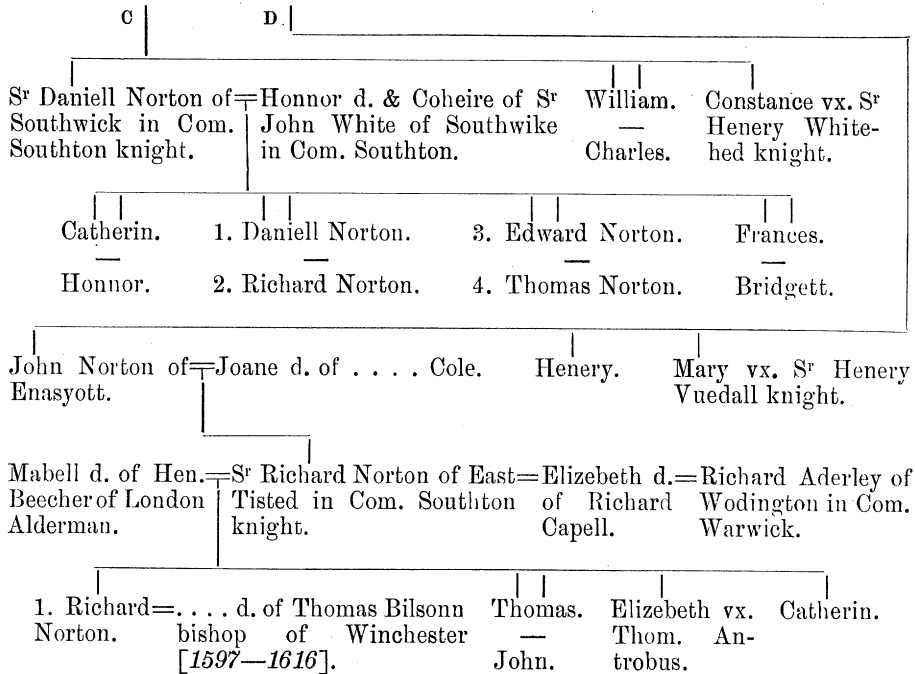 C D
Sr Daniell Norton of = Honnor d. & Coheire of Sr William. Constance vx. Sr
Southwick in Com. John White of Southwike — Henery White-
Southton knight. in Com. Southton. Charles. hed knight.
Catherin. 1. Daniell Norton. 3. Edward Norton. Frances.
— — — —
Honnor. 2. Richard Norton. 4. Thomas Norton. Bridgett.
John Norton of = Joane d. of . . . . Cole. Henery. Mary vx. Sr Henery
Enasyott. Vuedall knight.
Mabell d. of Hen. = Sr Richard Norton of East = Elizebeth d. = Richard Aderley of
Beecher of London Tisted in Com. Southton of Richard Wodington in Com.
Alderman. knight. Capell. Warwick.
1. Richard = . . . . d. of Thomas Bilsonn Thomas. Elizebeth vx. Catherin.
Norton. bishop of Winchester — Thom. An-
[1597—1616]. John. trobus.